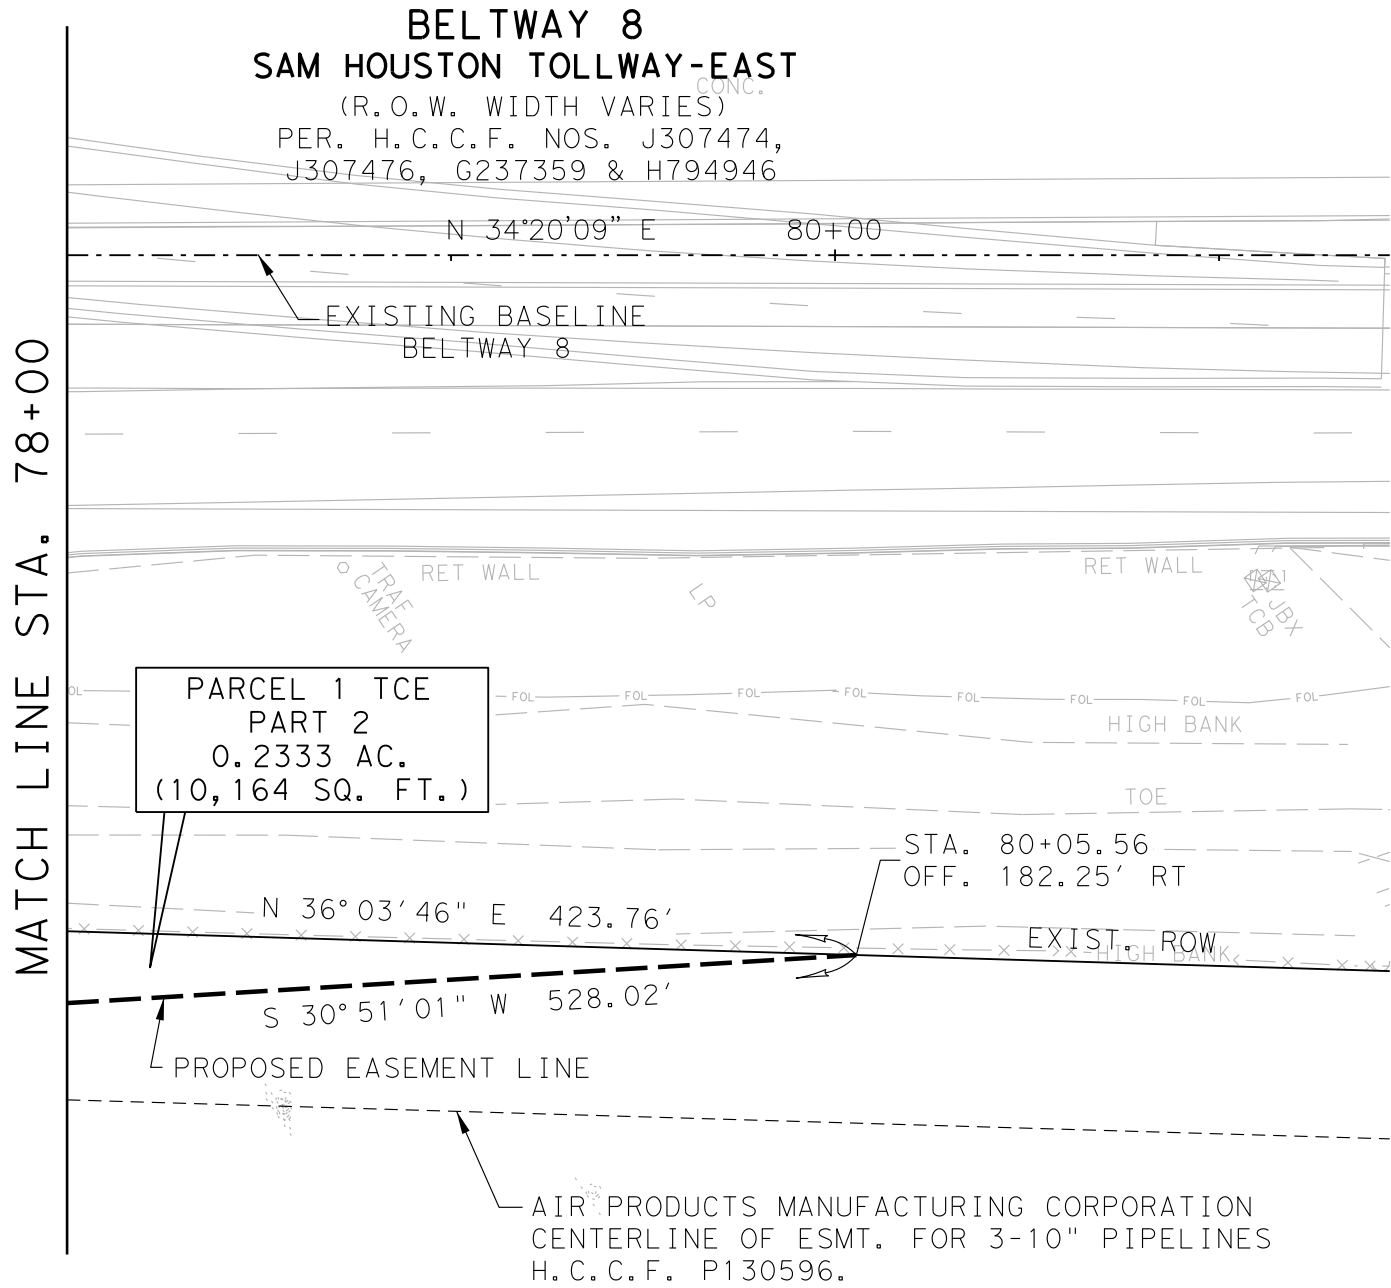 BELTWAY 8
SAM HOUSTON TOLLWAY-EAST
CONC.
(R.O.W. WIDTH VARIES)
PER. H.C.C.F. NOS. J307474,
J307476, G237359 & H794946
N 34°20'09" E
80+00
EXISTING BASELINE
BELTWAY 8
MATCH LINE STA. 78+00
RET WALL
RET WALL
TRAF
CAMERA
LP
JBX
TCB
PARCEL 1 TCE
PART 2
0.2333 AC.
(10,164 SQ. FT.)
OL
FOL
FOL
FOL
FOL
FOL
FOL
FOL
FOL
HIGH BANK
TOE
STA. 80+05.56
OFF. 182.25' RT
N 36°03'46" E 423.76'
EXIST. ROW
HIGH BANK
S 30°51'01" W 528.02'
PROPOSED EASEMENT LINE
AIR PRODUCTS MANUFACTURING CORPORATION
CENTERLINE OF ESMT. FOR 3-10" PIPELINES
H.C.C.F. P130596.